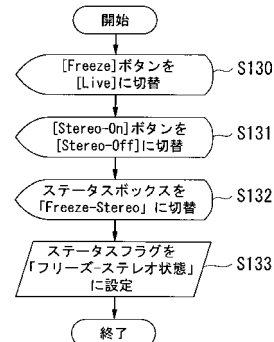 開始
[Freeze]ボタンを
[Live]に切替
S130
[Stereo-On]ボタンを
[Stereo-Off]に切替
S131
ステータスボックスを
「Freeze-Stereo」に切替
S132
ステータスフラグを
「フリーズ-ステレオ状態」
に設定
S133
終了